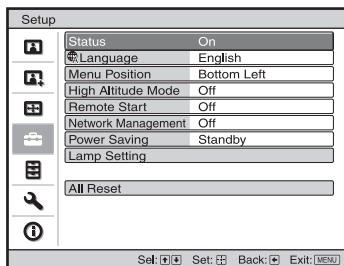 Setup
Status On
Language English
Menu Position Bottom Left
High Altitude Mode Off
Remote Start Off
Network Management Off
Power Saving Standby
Lamp Setting
All Reset
Sel: Set: Back: Exit: MENU